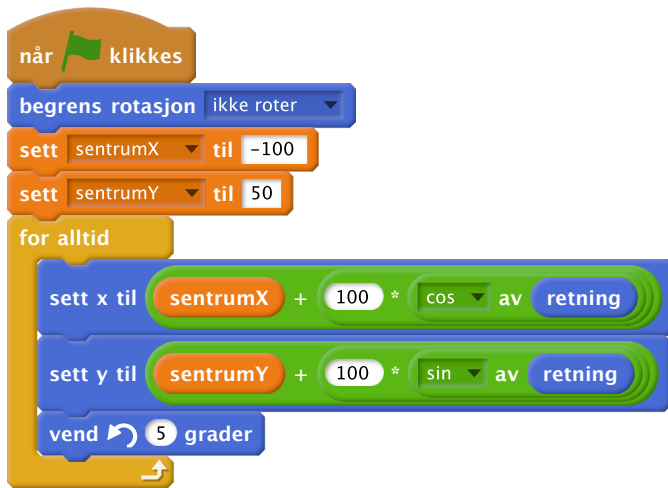 når klikkes
begrens rotasjon ikke roter
sett sentrumX til -100
sett sentrumY til 50
for alltid
sett x til sentrumX + 100 * cos av retning
sett y til sentrumY + 100 * sin av retning
vend 5 grader